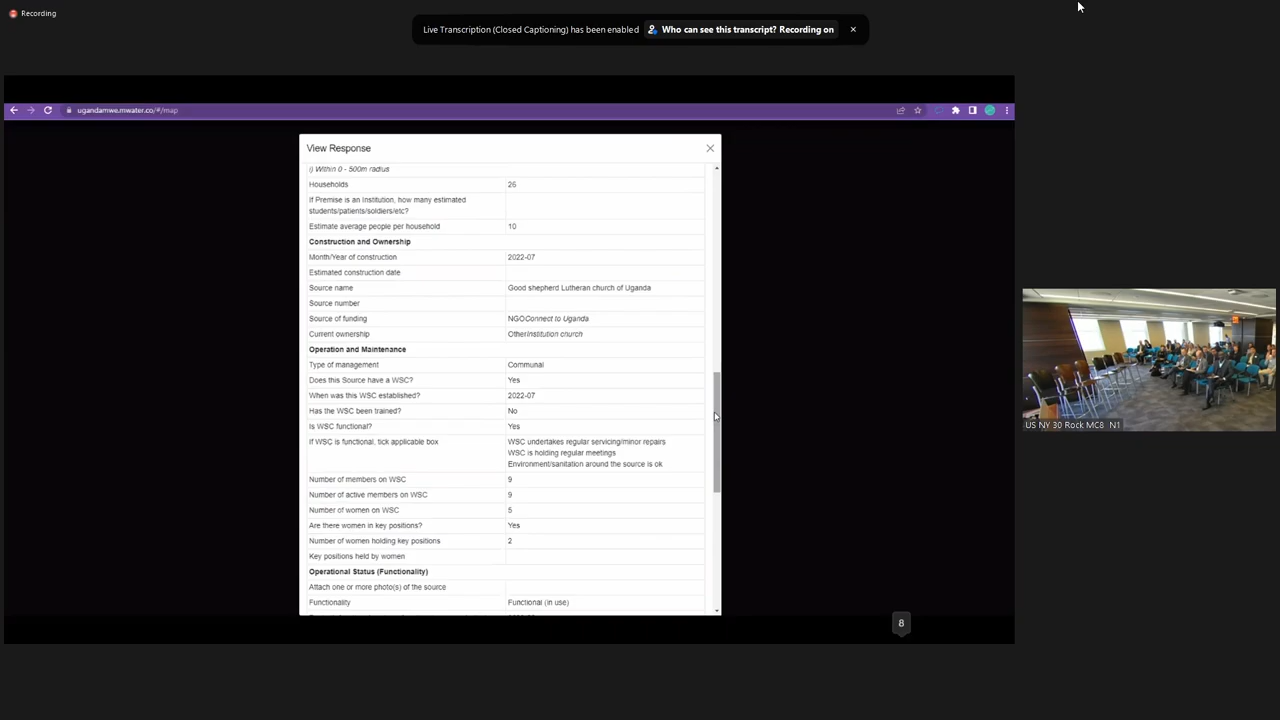 Recording
Live Transcription (Closed Captioning) has been enabled Who can see this transcript? Recording on
ugandamwe.mwater.co/#/map
View Response
i) Within 0 - 500m radius
Households 26
If Premise is an Institution, how many estimated
students/patients/soldiers/etc?
Estimate average people per household 10
Construction and Ownership
Month/Year of construction 2022-07
Estimated construction date
Source name Good shepherd Lutheran church of Uganda
Source number
Source of funding NGOConnect to Uganda
Current ownership OtherInstitution church
Operation and Maintenance
Type of management Communal
Does this Source have a WSC? Yes
When was this WSC established? 2022-07
Has the WSC been trained? No
Is WSC functional? Yes
If WSC is functional, tick applicable box WSC undertakes regular servicing/minor repairs
WSC is holding regular meetings
Environment/sanitation around the source is ok
Number of members on WSC 9
Number of active members on WSC 9
Number of women on WSC 5
Are there women in key positions? Yes
Number of women holding key positions 2
Key positions held by women
Operational Status (Functionality)
Attach one or more photo(s) of the source
Functionality Functional (in use)
8
US NY 30 Rock MC8 N1